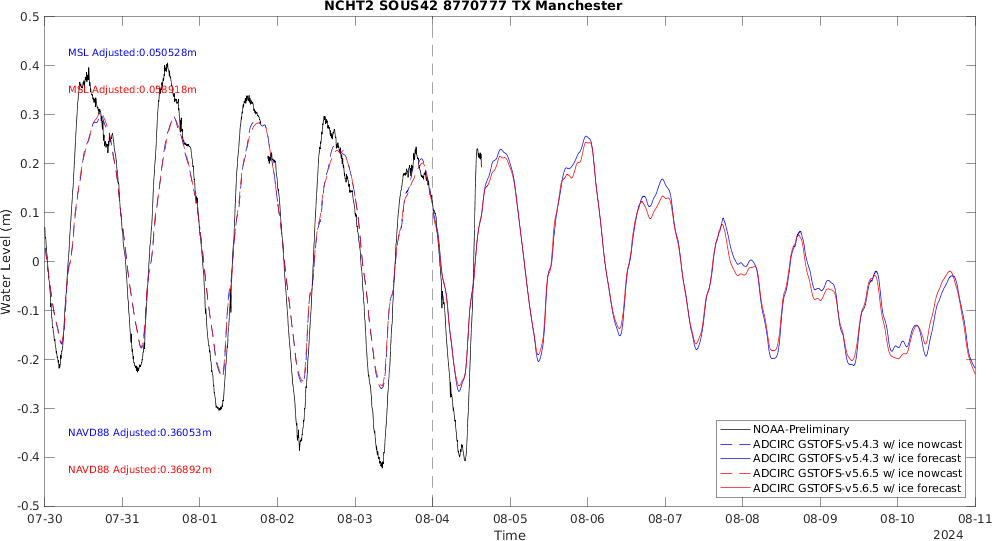 NCHT2 SOUS42 8770777 TX Manchester
Water Level (m)
0.5
0.4
0.3
0.2
0.1
0
-0.1
-0.2
-0.3
-0.4
-0.5
MSL Adjusted:0.050528m
MSL Adjusted:0.058918m
NAVD88 Adjusted:0.36053m
NAVD88 Adjusted:0.36892m
NOAA-Preliminary
ADCIRC GSTOFS-v5.4.3 w/ ice nowcast
ADCIRC GSTOFS-v5.4.3 w/ ice forecast
ADCIRC GSTOFS-v5.6.5 w/ ice nowcast
ADCIRC GSTOFS-v5.6.5 w/ ice forecast
07-30 07-31 08-01 08-02 08-03 08-04 08-05 08-06 08-07 08-08 08-09 08-10 08-11
Time
2024